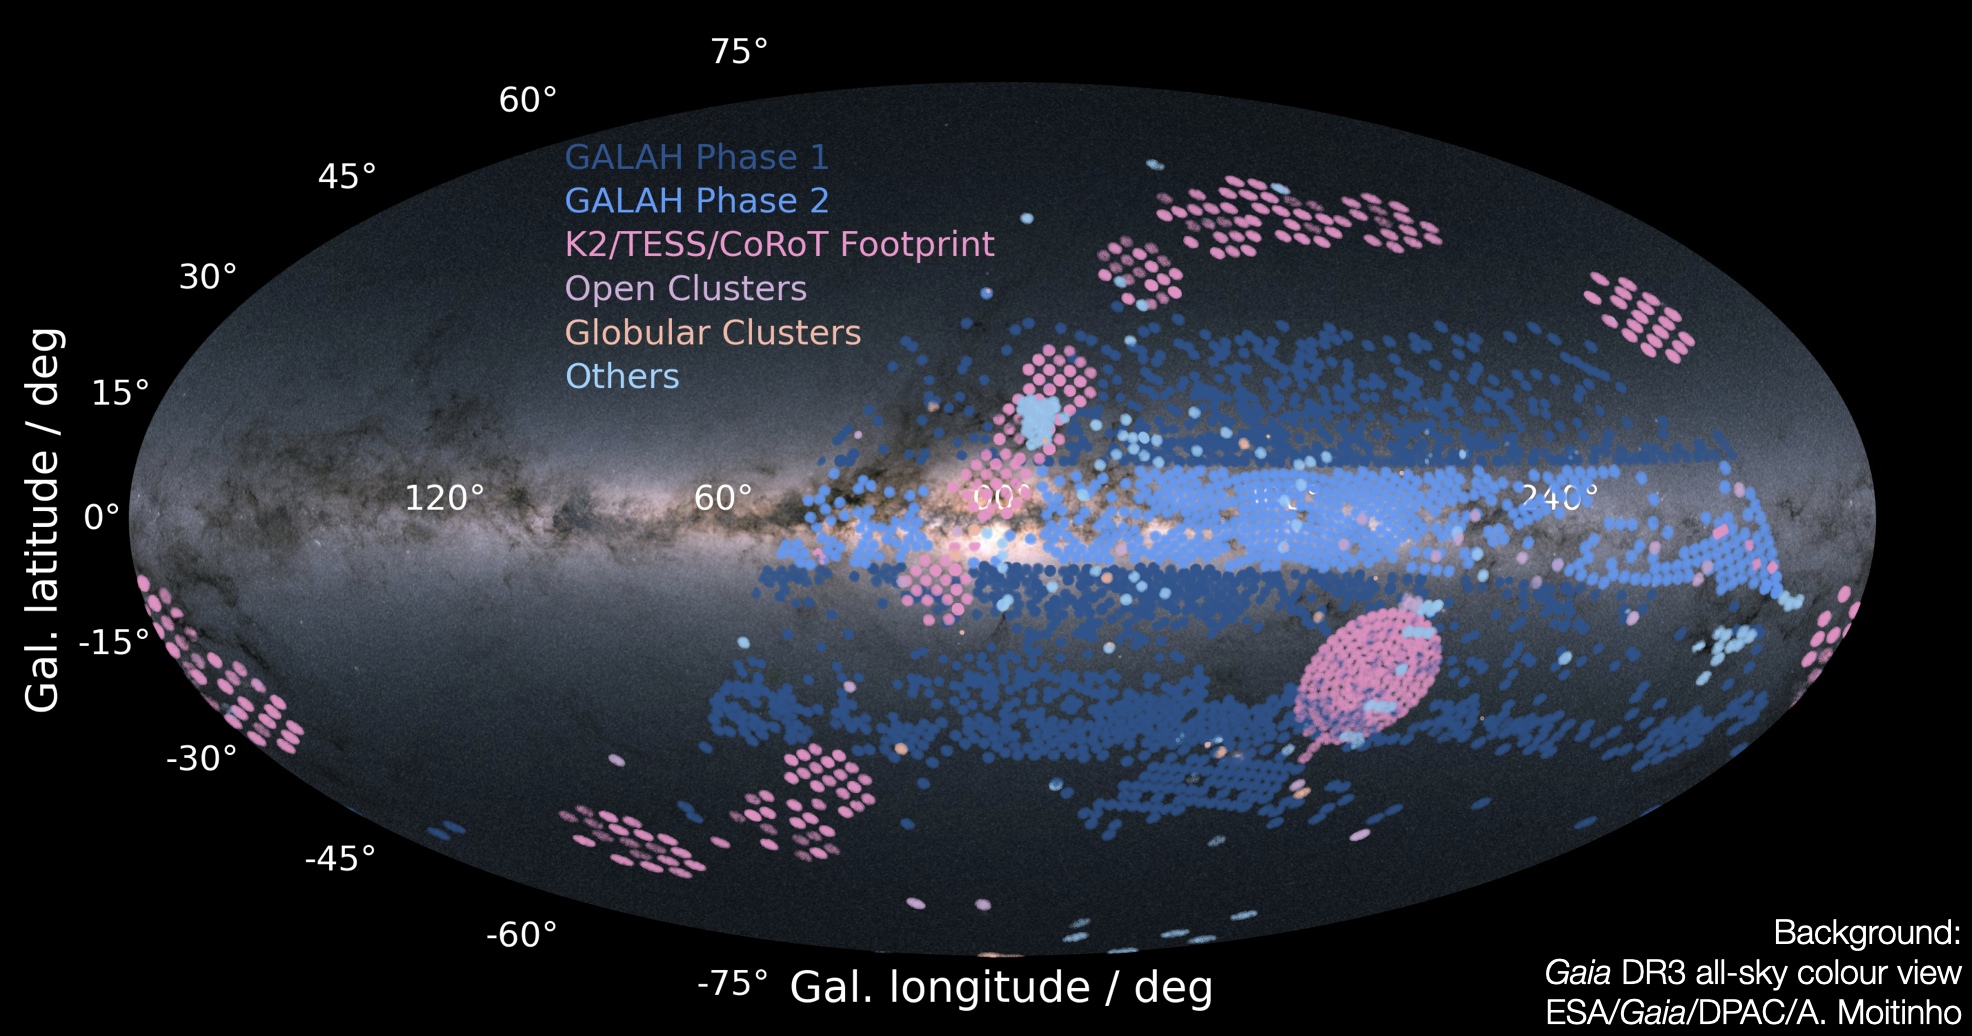 75°
60°
45°
30°
15°
0°
-15°
-30°
-45°
-60°
-75°
Gal. latitude / deg
GALAH Phase 1
GALAH Phase 2
K2/TESS/CoRoT Footprint
Open Clusters
Globular Clusters
Others
120° 60° 240°
Gal. longitude / deg
Background:
Gaia DR3 all-sky colour view
ESA/Gaia/DPAC/A. Moitinho